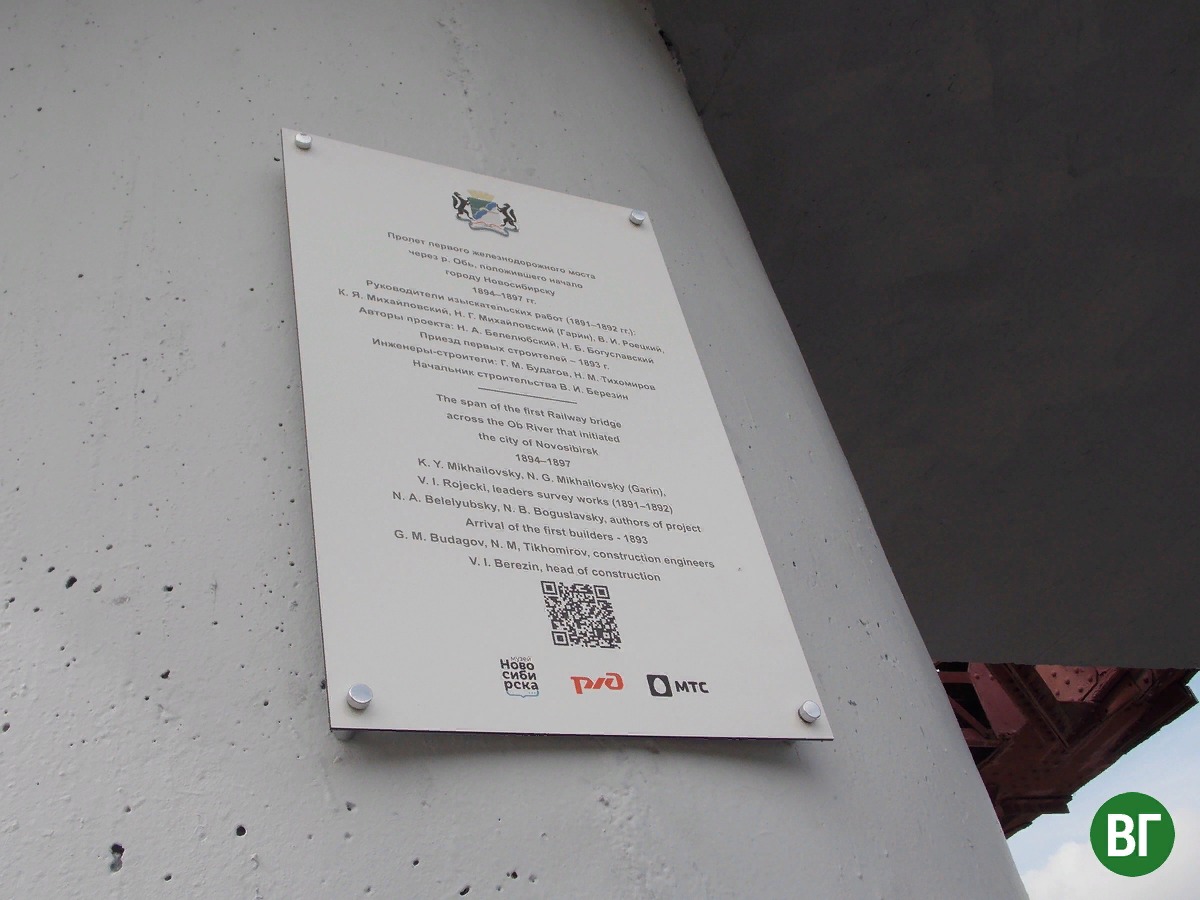 Пролет первого железнодорожного моста
через р. Обь, положившего начало
городу Новосибирску
1894–1897 гг.
Руководители изыскательских работ (1891–1892 гг.):
К. Я. Михайловский, Н. Г. Михайловский (Гарин), В. И. Роецкий,
Авторы проекта: Н. А. Белелюбский, Н. Б. Богуславский
Приезд первых строителей – 1893 г.
Инженеры-строители: Г. М. Будагов, Н. М. Тихомиров
Начальник строительства В. И. Березин
The span of the first Railway bridge
across the Ob River that initiated
the city of Novosibirsk
1894–1897
K. Y. Mikhailovsky, N. G. Mikhailovsky (Garin),
V. I. Rojecki, leaders survey works (1891–1892)
N. A. Belelyubsky, N. B. Boguslavsky, authors of project
Arrival of the first builders - 1893
G. M. Budagov, N. M, Tikhomirov, construction engineers
V. I. Berezin, head of construction
музей
Ново
сиби
рска
ржд
МТС
ВГ